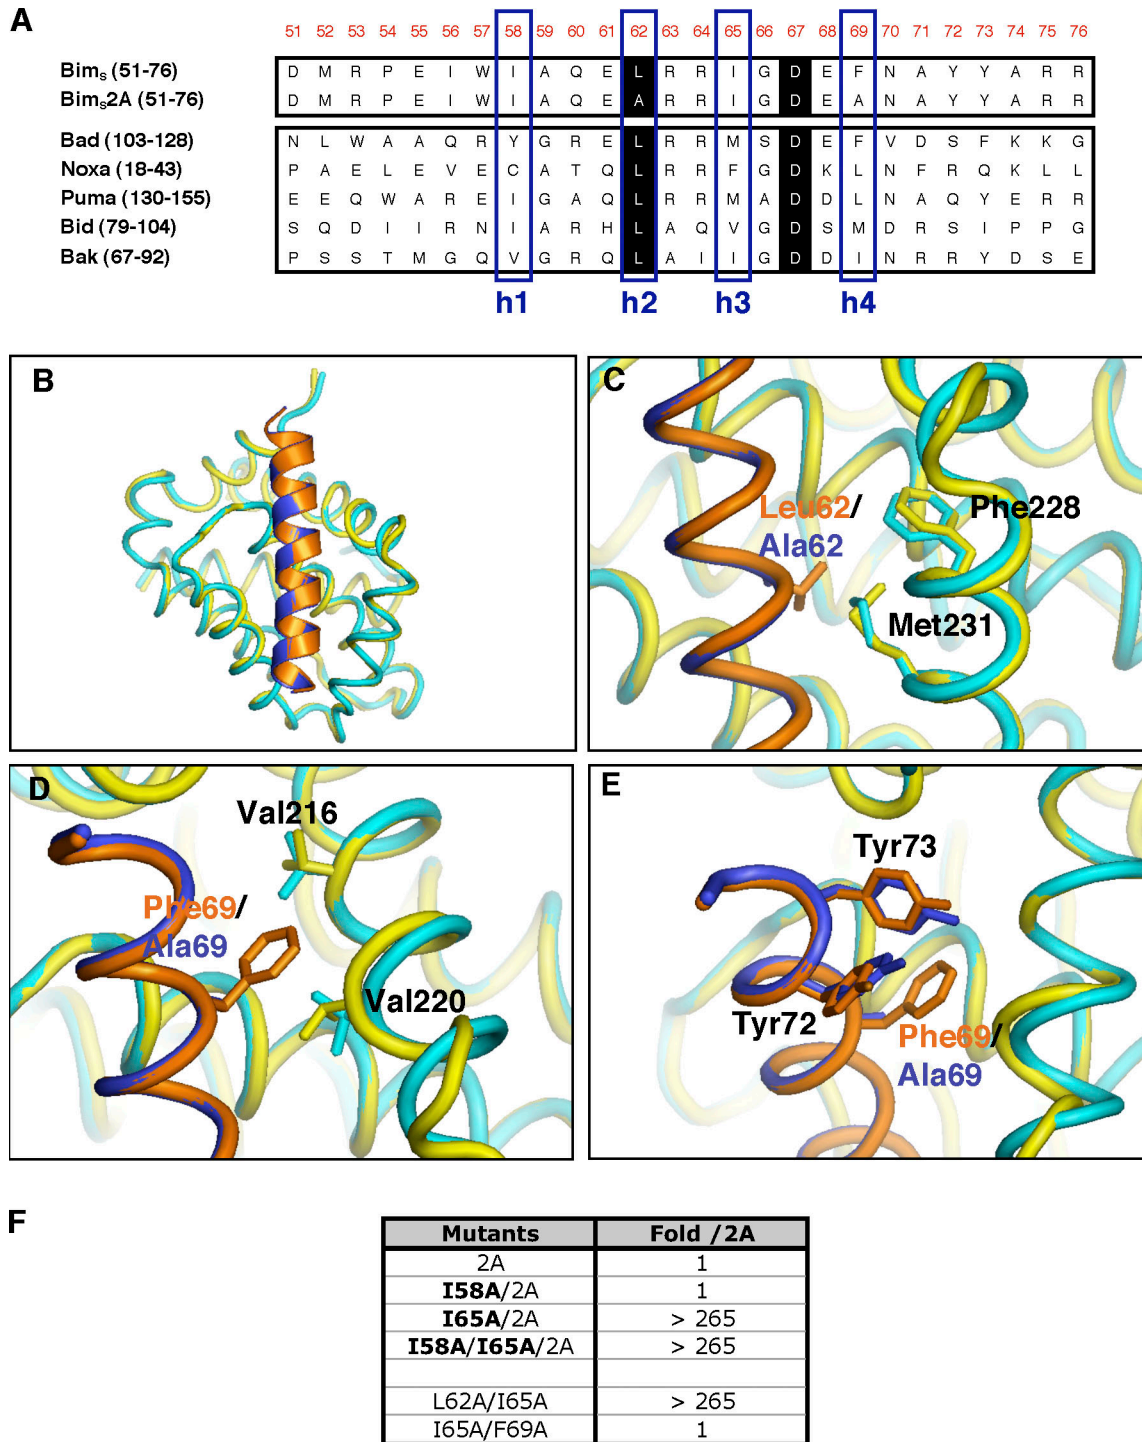 A
51 52 53 54 55 56 57 58 59 60 61 62 63 64 65 66 67 68 69 70 71 72 73 74 75 76
Bims (51-76) D M R P E I W I A Q E L R R I G D E F N A Y Y A R R
Bims2A (51-76) D M R P E I W I A Q E A R R I G D E A N A Y Y A R R
Bad (103-128) N L W A A Q R Y G R E L R R M S D E F V D S F K K G
Noxa (18-43) P A E L E V E C A T Q L R R F G D K L N F R Q K L L
Puma (130-155) E E Q W A R E I G A Q L R R M A D D L N A Q Y E R R
Bid (79-104) S Q D I I R N I A R H L A Q V G D S M D R S I P P G
Bak (67-92) P S S T M G Q V G R Q L A I I G D D I N R R Y D S E
h1 h2 h3 h4
B
C
Leu62/
Ala62
Phe228
Met231
D
Val216
Phe69/
Ala69
Val220
E
Tyr73
Tyr72
Phe69/
Ala69
F
Mutants Fold /2A
2A 1
I58A/2A 1
I65A/2A > 265
I58A/I65A/2A > 265
L62A/I65A > 265
I65A/F69A 1